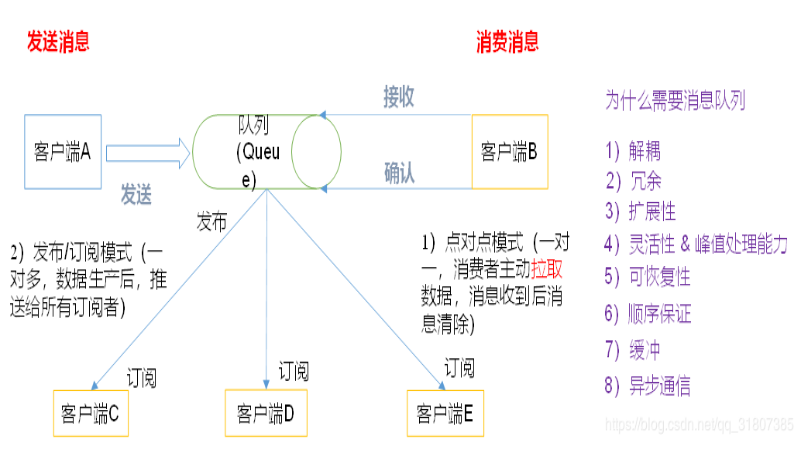 发送消息
消费消息
接收
客户端A
发送
队列
(Queu
e)
客户端B
确认
发布
2）发布/订阅模式（一
对多，数据生产后，推
送给所有订阅者）
1）点对点模式（一对
一，消费者主动拉取
数据，消息收到后消
息清除）
订阅
订阅
订阅
客户端C
客户端D
客户端E
为什么需要消息队列
1）解耦
2）冗余
3）扩展性
4）灵活性 & 峰值处理能力
5）可恢复性
6）顺序保证
7）缓冲
8）异步通信
https://blog.csdn.net/qq_31807385